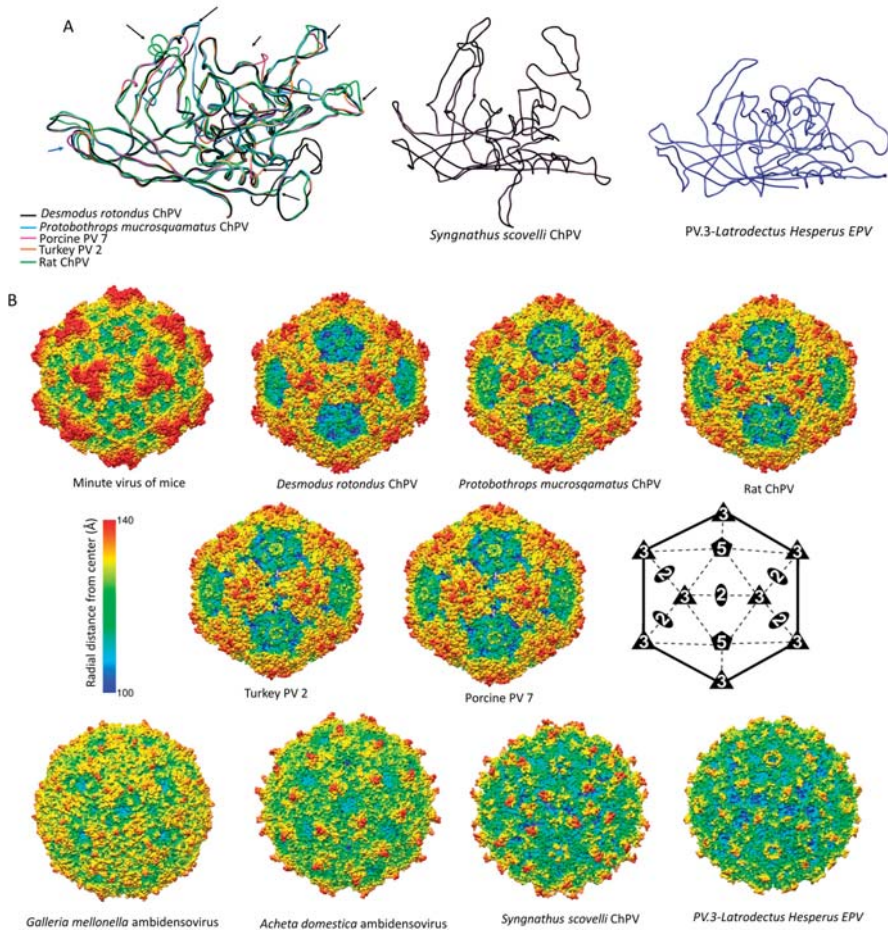 A
Desmodus rotondus ChPV
Protobothrops mucrosquamatus ChPV
Porcine PV 7
Turkey PV 2
Rat ChPV
Syngnathus scovelli ChPV
PV.3-Latrodectus Hesperus EPV
B
Minute virus of mice
Desmodus rotondus ChPV
Protobothrops mucrosqamatus ChPV
Rat ChPV
Radial distance from center (Å)
140
100
Turkey PV 2
Porcine PV 7
3
3 5 3
2 2
3 2 3
2 2
3 5 3
3
Galleria mellonella ambidensovirus
Acheta domestica ambidensovirus
Syngnathus scovelli ChPV
PV.3-Latrodectus Hesperus EPV